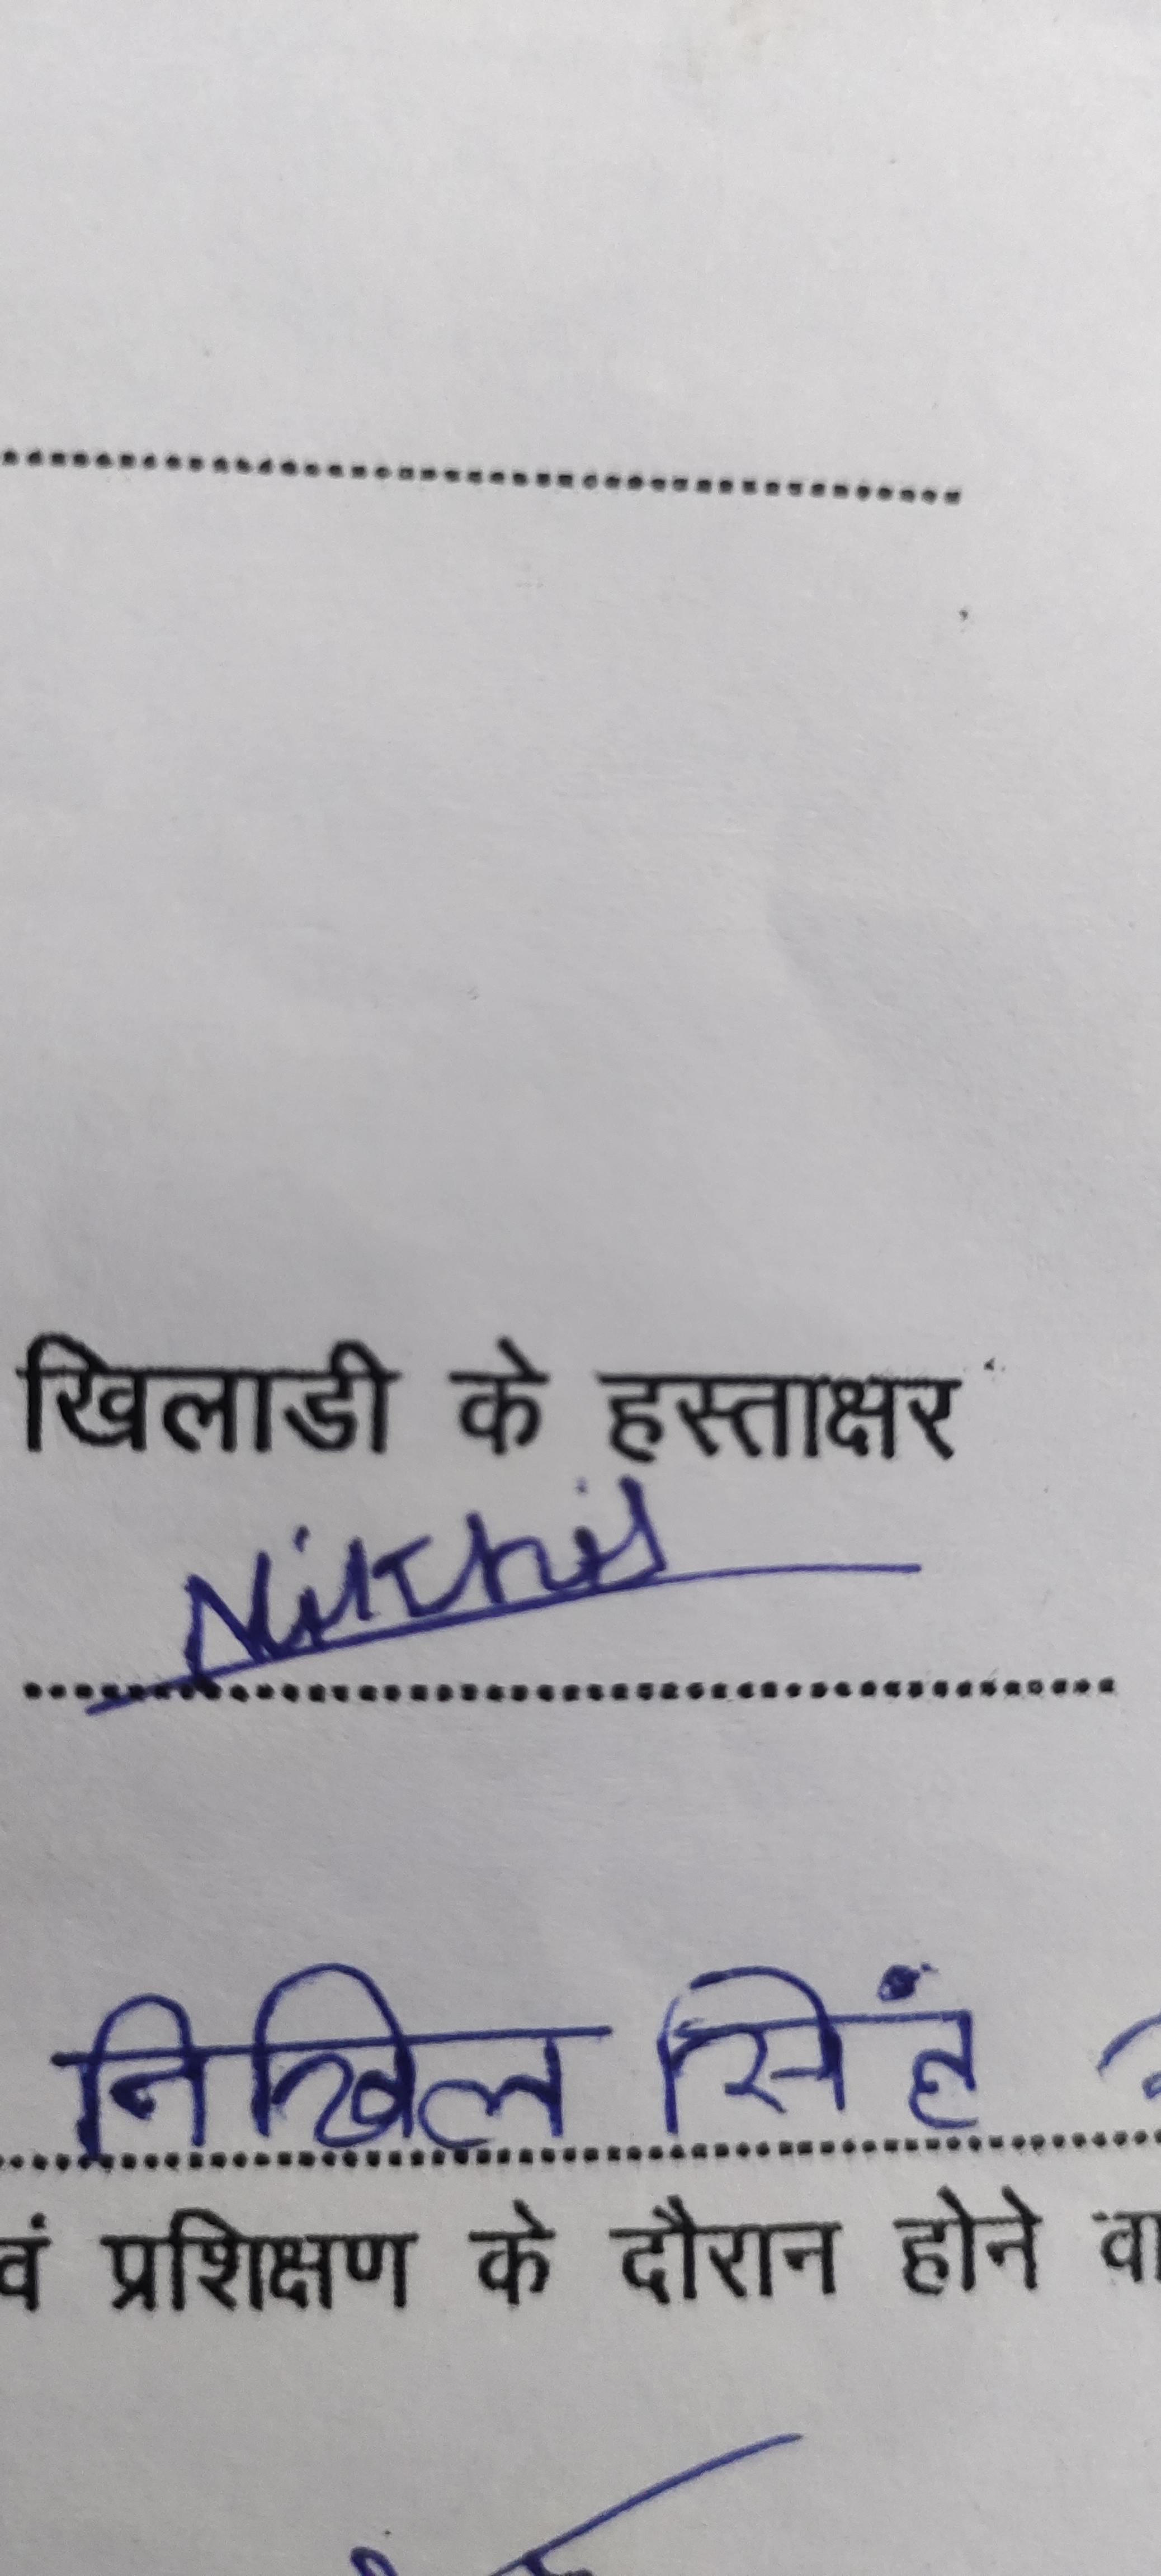 खिलाडी के हस्ताक्षर
Nikhil
निखिल सिंह
वं प्रशिक्षण के दौरान होने वा